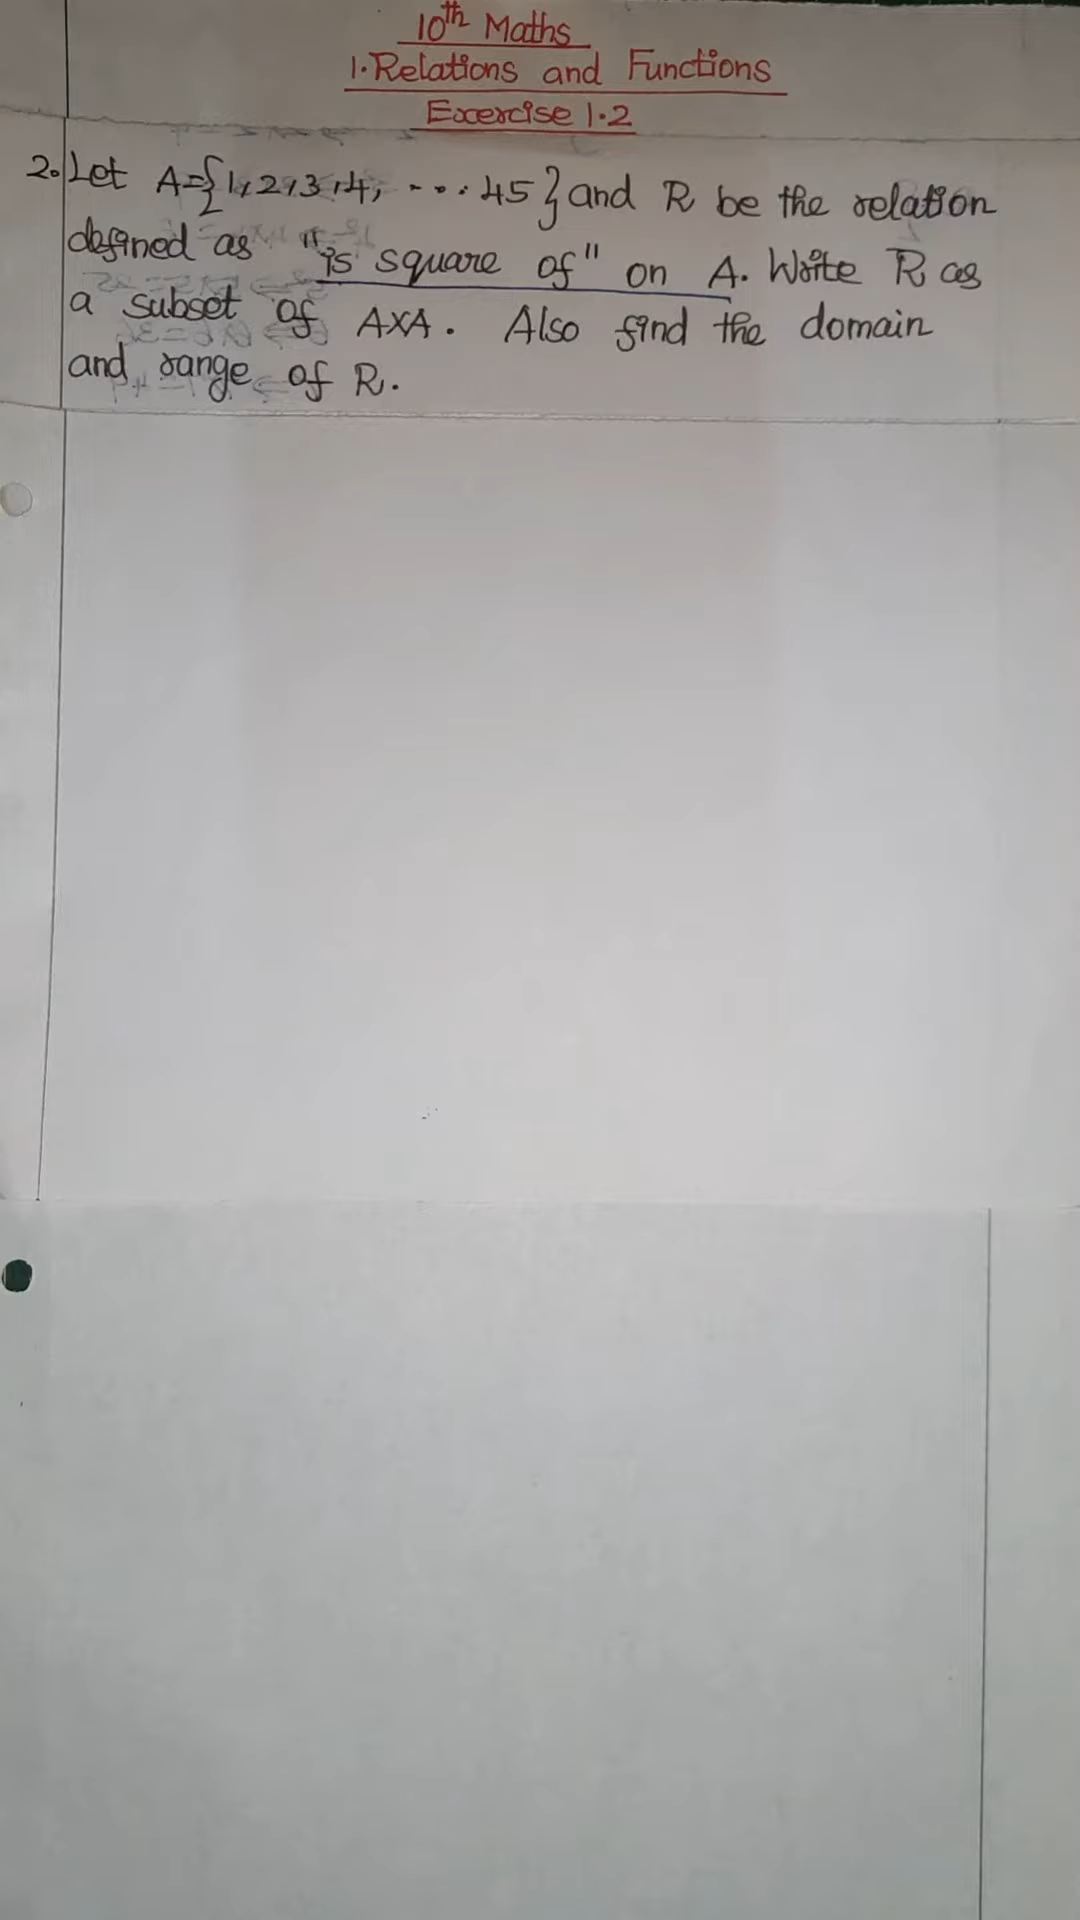 10th Maths
1. Relations and Functions
Exercise 1.2
2. Let A={1,2,3,4, .... 45} and R be the relation
defined as "is square of" on A. Write R as
a subset of AXA. Also find the domain
and range of R.